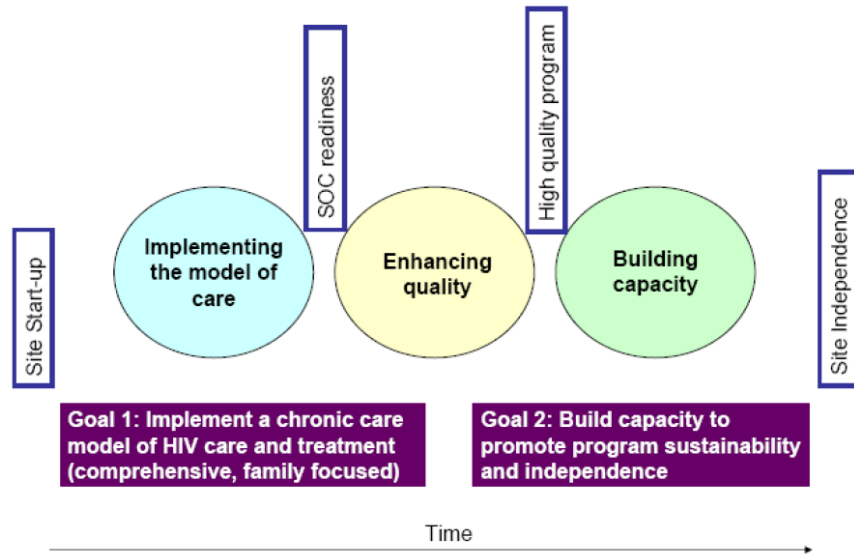 Site Start-up
Implementing
the model of
care
SOC readiness
Enhancing
quality
High quality program
Building
capacity
Site Independence
Goal 1: Implement a chronic care
model of HIV care and treatment
(comprehensive, family focused)
Goal 2: Build capacity to
promote program sustainability
and independence
Time